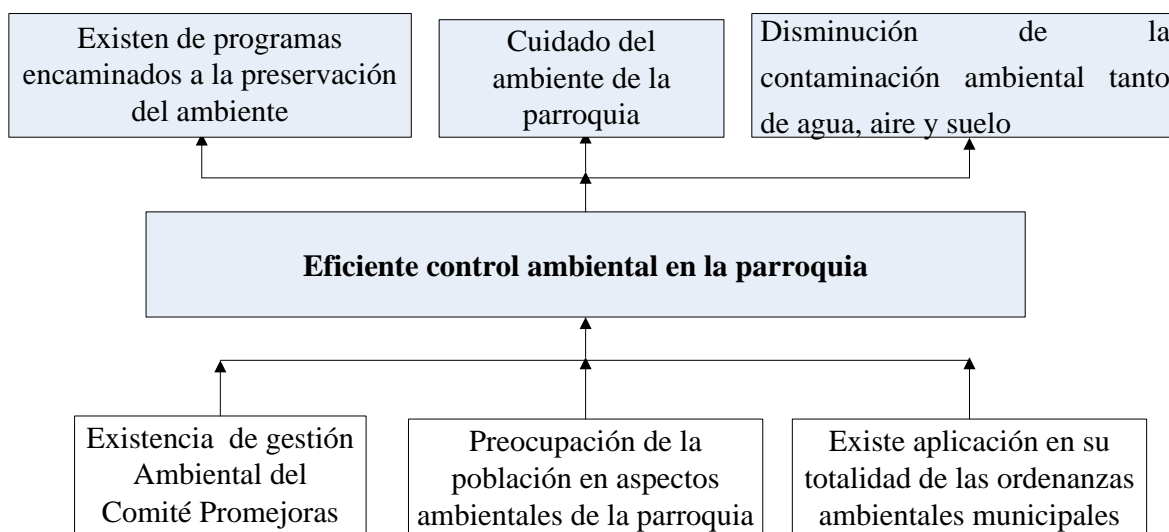 Existen de programas
encaminados a la preservación
del ambiente
Cuidado del
ambiente de la
parroquia
Disminución de la
contaminación ambiental tanto
de agua, aire y suelo
Eficiente control ambiental en la parroquia
Existencia de gestión
Ambiental del
Comité Promejoras
Preocupación de la
población en aspectos
ambientales de la parroquia
Existe aplicación en su
totalidad de las ordenanzas
ambientales municipales